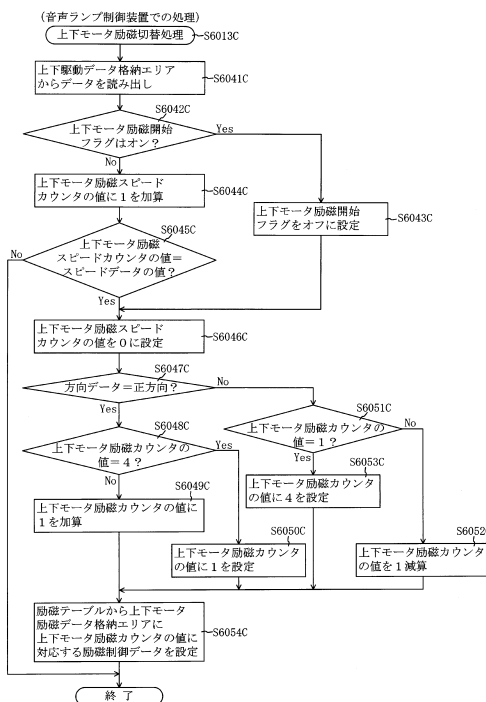 (音声ランプ制御装置での処理)
上下モータ励磁切替処理
S6013C
上下駆動データ格納エリア
からデータを読み出し
S6041C
S6042C
上下モータ励磁開始
フラグはオン?
Yes
No
上下モータ励磁スピード
カウンタの値に1を加算
S6044C
上下モータ励磁開始
フラグをオフに設定
S6043C
S6045C
上下モータ励磁
スピードカウンタの値=
スピードデータの値?
No
Yes
上下モータ励磁スピード
カウンタの値を0に設定
S6046C
S6047C
方向データ=正方向?
No
Yes
S6048C
上下モータ励磁カウンタの
値=4?
Yes
No
S6051C
上下モータ励磁カウンタの
値=1?
No
Yes
S6053C
上下モータ励磁カウンタ
の値に4を設定
S6049C
上下モータ励磁カウンタの値に
1を加算
S6050C
上下モータ励磁カウンタ
の値に1を設定
S6052C
上下モータ励磁カウンタ
の値を1減算
励磁テーブルから上下モータ
励磁データ格納エリアに
上下モータ励磁カウンタの値に
対応する励磁制御データを設定
S6054C
終了